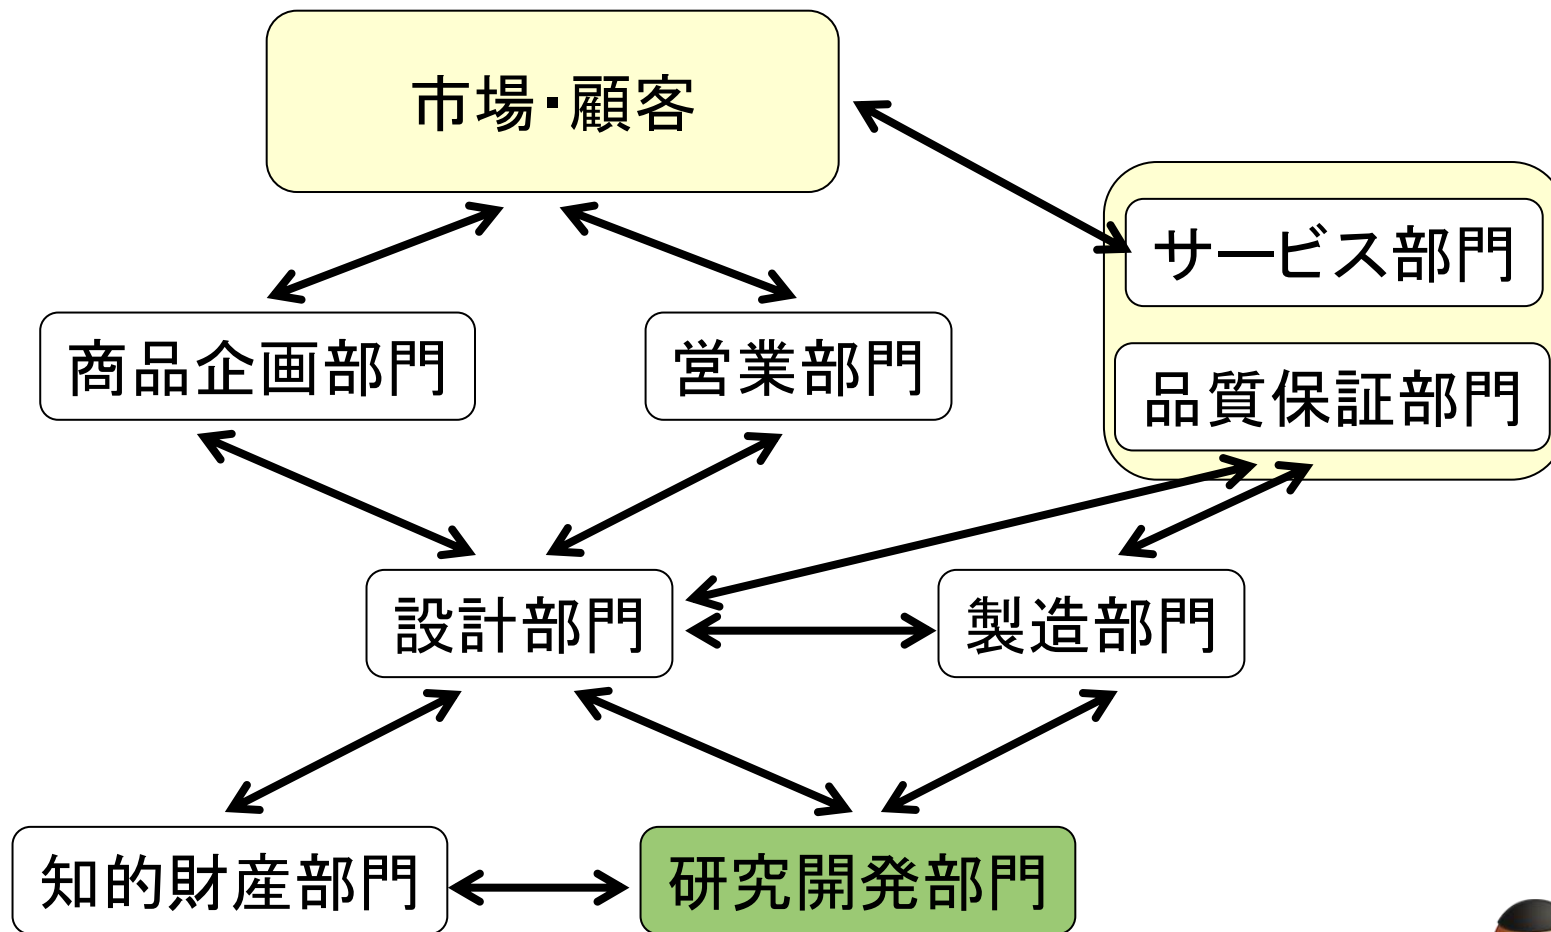 市場・顧客
サービス部門
商品企画部門
営業部門
品質保証部門
設計部門
製造部門
知的財産部門
研究開発部門